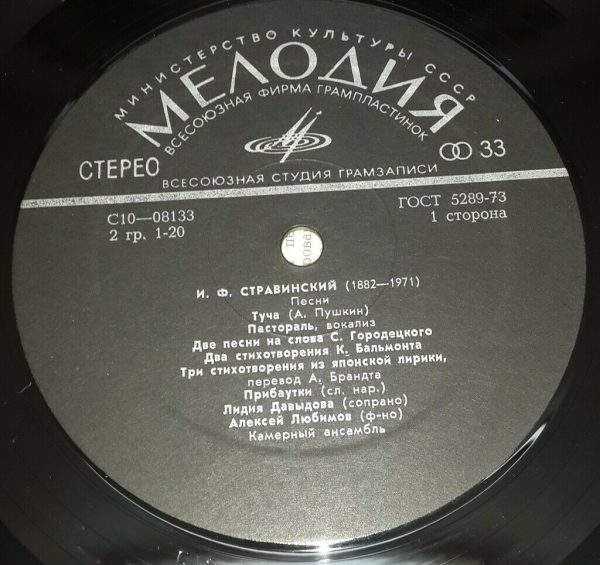 МИНИСТЕРСТВО КУЛЬТУРЫ СССР
МЕЛОДИЯ
ВСЕСОЮЗНАЯ ФИРМА ГРАМПЛАСТИНОК
СТЕРЕО
33
ВСЕСОЮЗНАЯ СТУДИЯ ГРАМЗАПИСИ
С10—08133
ГОСТ 5289-73
2 гр. 1-20
1 сторона
И. Ф. СТРАВИНСКИЙ (1882—1971)
Песни
Туча (А. Пушкин)
Пастораль, вокализ
Две песни на слова С. Городецкого
Два стихотворения К. Бальмонта
Три стихотворения из японской лирики,
перевод А. Брандта
Прибаутки (сл. нар.)
Лидия Давыдова (сопрано)
Алексей Любимов (ф-но)
Камерный ансамбль